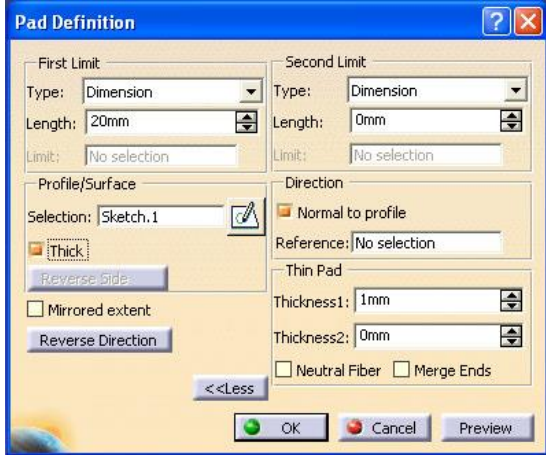 Pad Definition
First Limit
Type: Dimension
Length: 20mm
Limit: No selection
Profile/Surface
Selection: Sketch.1
Thick
Reverse Side
Mirrored extent
Reverse Direction
<<Less
Second Limit
Type: Dimension
Length: 0mm
Limit: No selection
Direction
Normal to profile
Reference: No selection
Thin Pad
Thickness1: 1mm
Thickness2: 0mm
Neutral Fiber Merge Ends
OK Cancel Preview